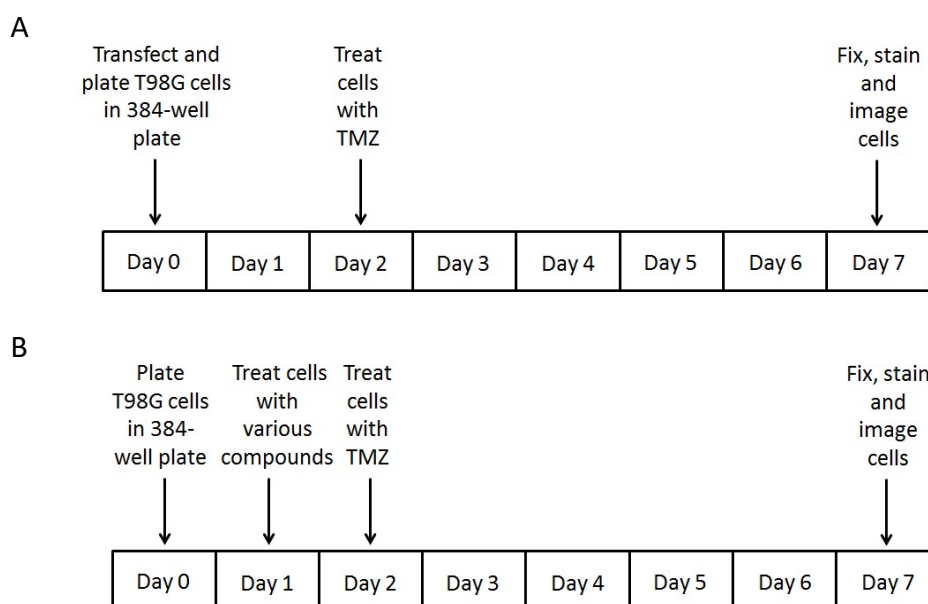 A
Transfect and
plate T98G cells
in 384-well
plate
Treat
cells
with
TMZ
Fix, stain
and
image
cells
Day 0 Day 1 Day 2 Day 3 Day 4 Day 5 Day 6 Day 7
B
Plate
T98G cells
in 384-
well plate
Treat cells
with
various
compounds
Treat
cells
with
TMZ
Fix, stain
and
image
cells
Day 0 Day 1 Day 2 Day 3 Day 4 Day 5 Day 6 Day 7